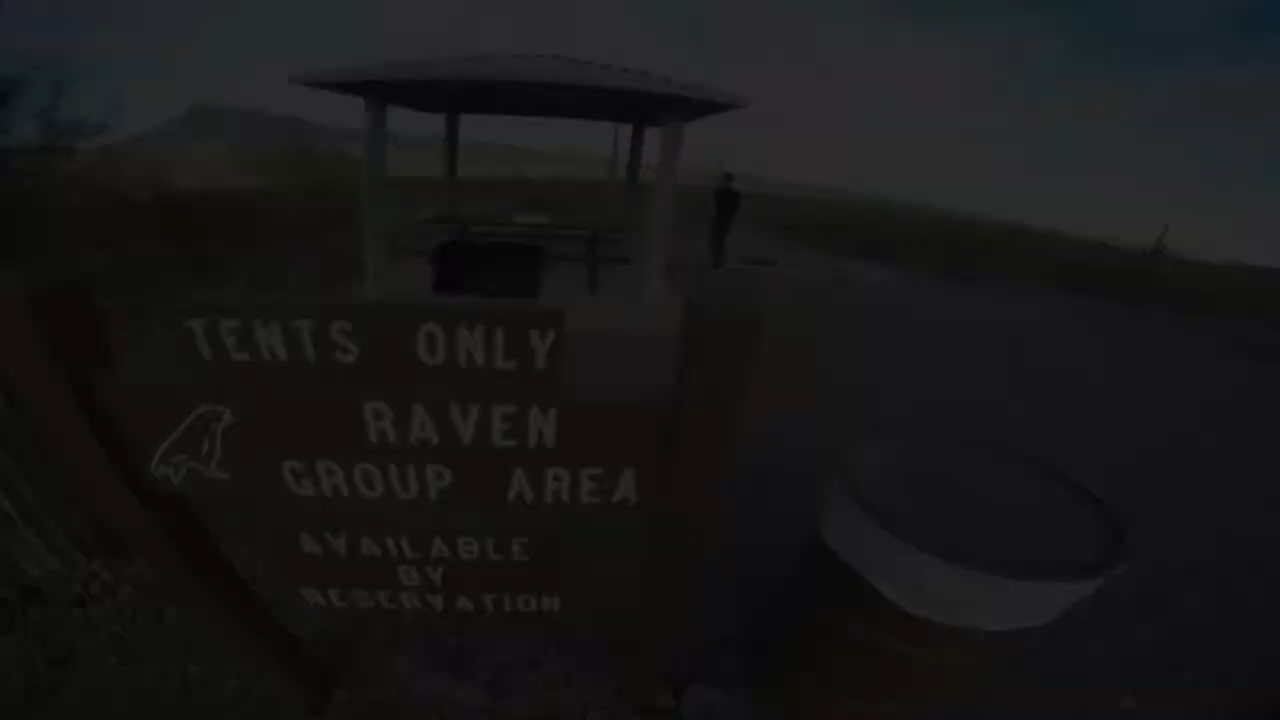 TENTS ONLY
RAVEN
GROUP AREA
AVAILABLE
BY
RESERVATION